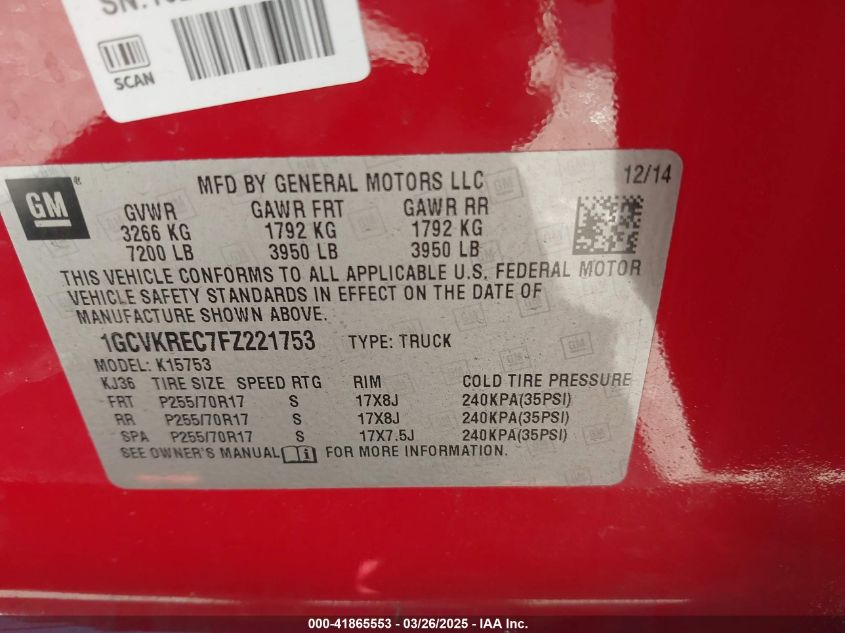 SCAN
GM
MFD BY GENERAL MOTORS LLC 12/14
GVWR GAWR FRT GAWR RR
3266 KG 1792 KG 1792 KG
7200 LB 3950 LB 3950 LB
THIS VEHICLE CONFORMS TO ALL APPLICABLE U.S. FEDERAL MOTOR
VEHICLE SAFETY STANDARDS IN EFFECT ON THE DATE OF
MANUFACTURE SHOWN ABOVE.
1GCVKREC7FZ221753 TYPE: TRUCK
MODEL: K15753
KJ36 TIRE SIZE SPEED RTG RIM COLD TIRE PRESSURE
FRT P255/70R17 S 17X8J 240KPA(35PSI)
RR P255/70R17 S 17X8J 240KPA(35PSI)
SPA P255/70R17 S 17X7.5J 240KPA(35PSI)
SEE OWNER'S MANUAL i FOR MORE INFORMATION.
000-41865553 / 03/26/2025 - IAA Inc.